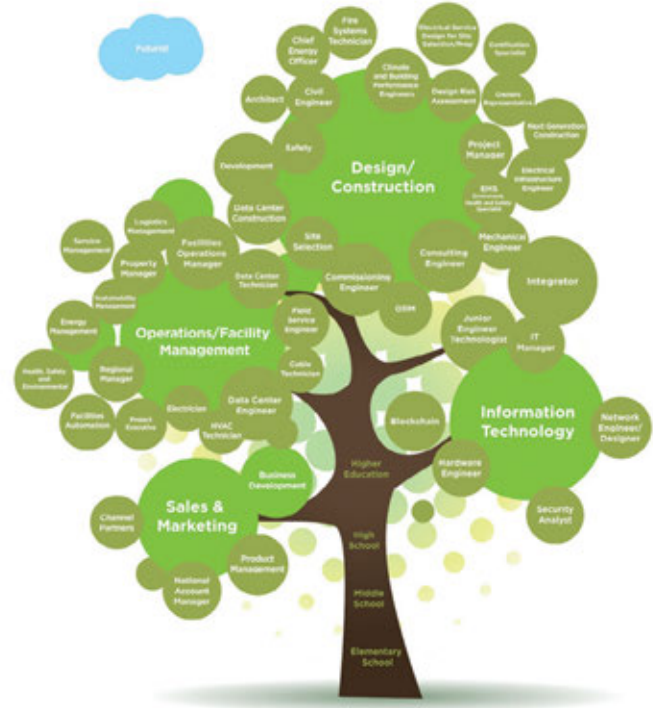 Futurist
Fire
Systems
Technician
Electrical Service
Design for Site
Selection/Prep
Chief
Energy
Officer
Certification
Specialist
Climate
and Building
Performance
Engineers
Architect
Civil
Engineer
Design Risk
Assessment
Owners
Representative
Next Generation
Construction
Safety
Project
Manager
Development
Design/
Construction
Electrical
Infrastructure
Engineer
EHS
Environment,
Health and Safety
Specialist
Data Center
Construction
Logistics
Management
Site
Selection
Mechanical
Engineer
Service
Management
Facilities
Operations
Manager
Consulting
Engineer
Property
Manager
Data Center
Technician
Commissioning
Engineer
Integrator
Sustainability
Management
OEM
Field
Service
Engineer
Junior
Engineer
Technologist
IT
Manager
Energy
Management
Operations/Facility
Management
Health, Safety
and
Environmental
Regional
Manager
Cable
Technician
Electrician
Data Center
Engineer
Facilities
Automation
Project
Executive
HVAC
Technician
Blockchain
Information
Technology
Network
Engineer/
Designer
Higher
Education
Hardware
Engineer
Business
Development
Sales &
Marketing
Channel
Partners
Security
Analyst
High
School
Product
Management
National
Account
Manager
Middle
School
Elementary
School